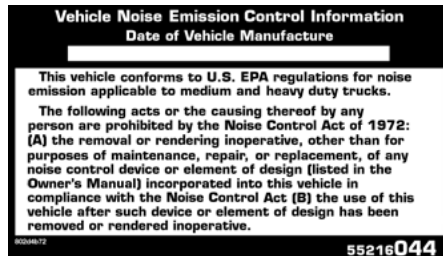 Vehicle Noise Emission Control Information
Date of Vehicle Manufacture
This vehicle conforms to U.S. EPA regulations for noise
emission applicable to medium and heavy duty trucks.
The following acts or the causing thereof by any
person are prohibited by the Noise Control Act of 1972:
(A) the removal or rendering inoperative, other than for
purposes of maintenance, repair, or replacement, of any
noise control device or element of design (listed in the
Owner's Manual) incorporated into this vehicle in
compliance with the Noise Control Act (B) the use of this
vehicle after such device or element of design has been
removed or rendered inoperative.
802d4b72
55216044